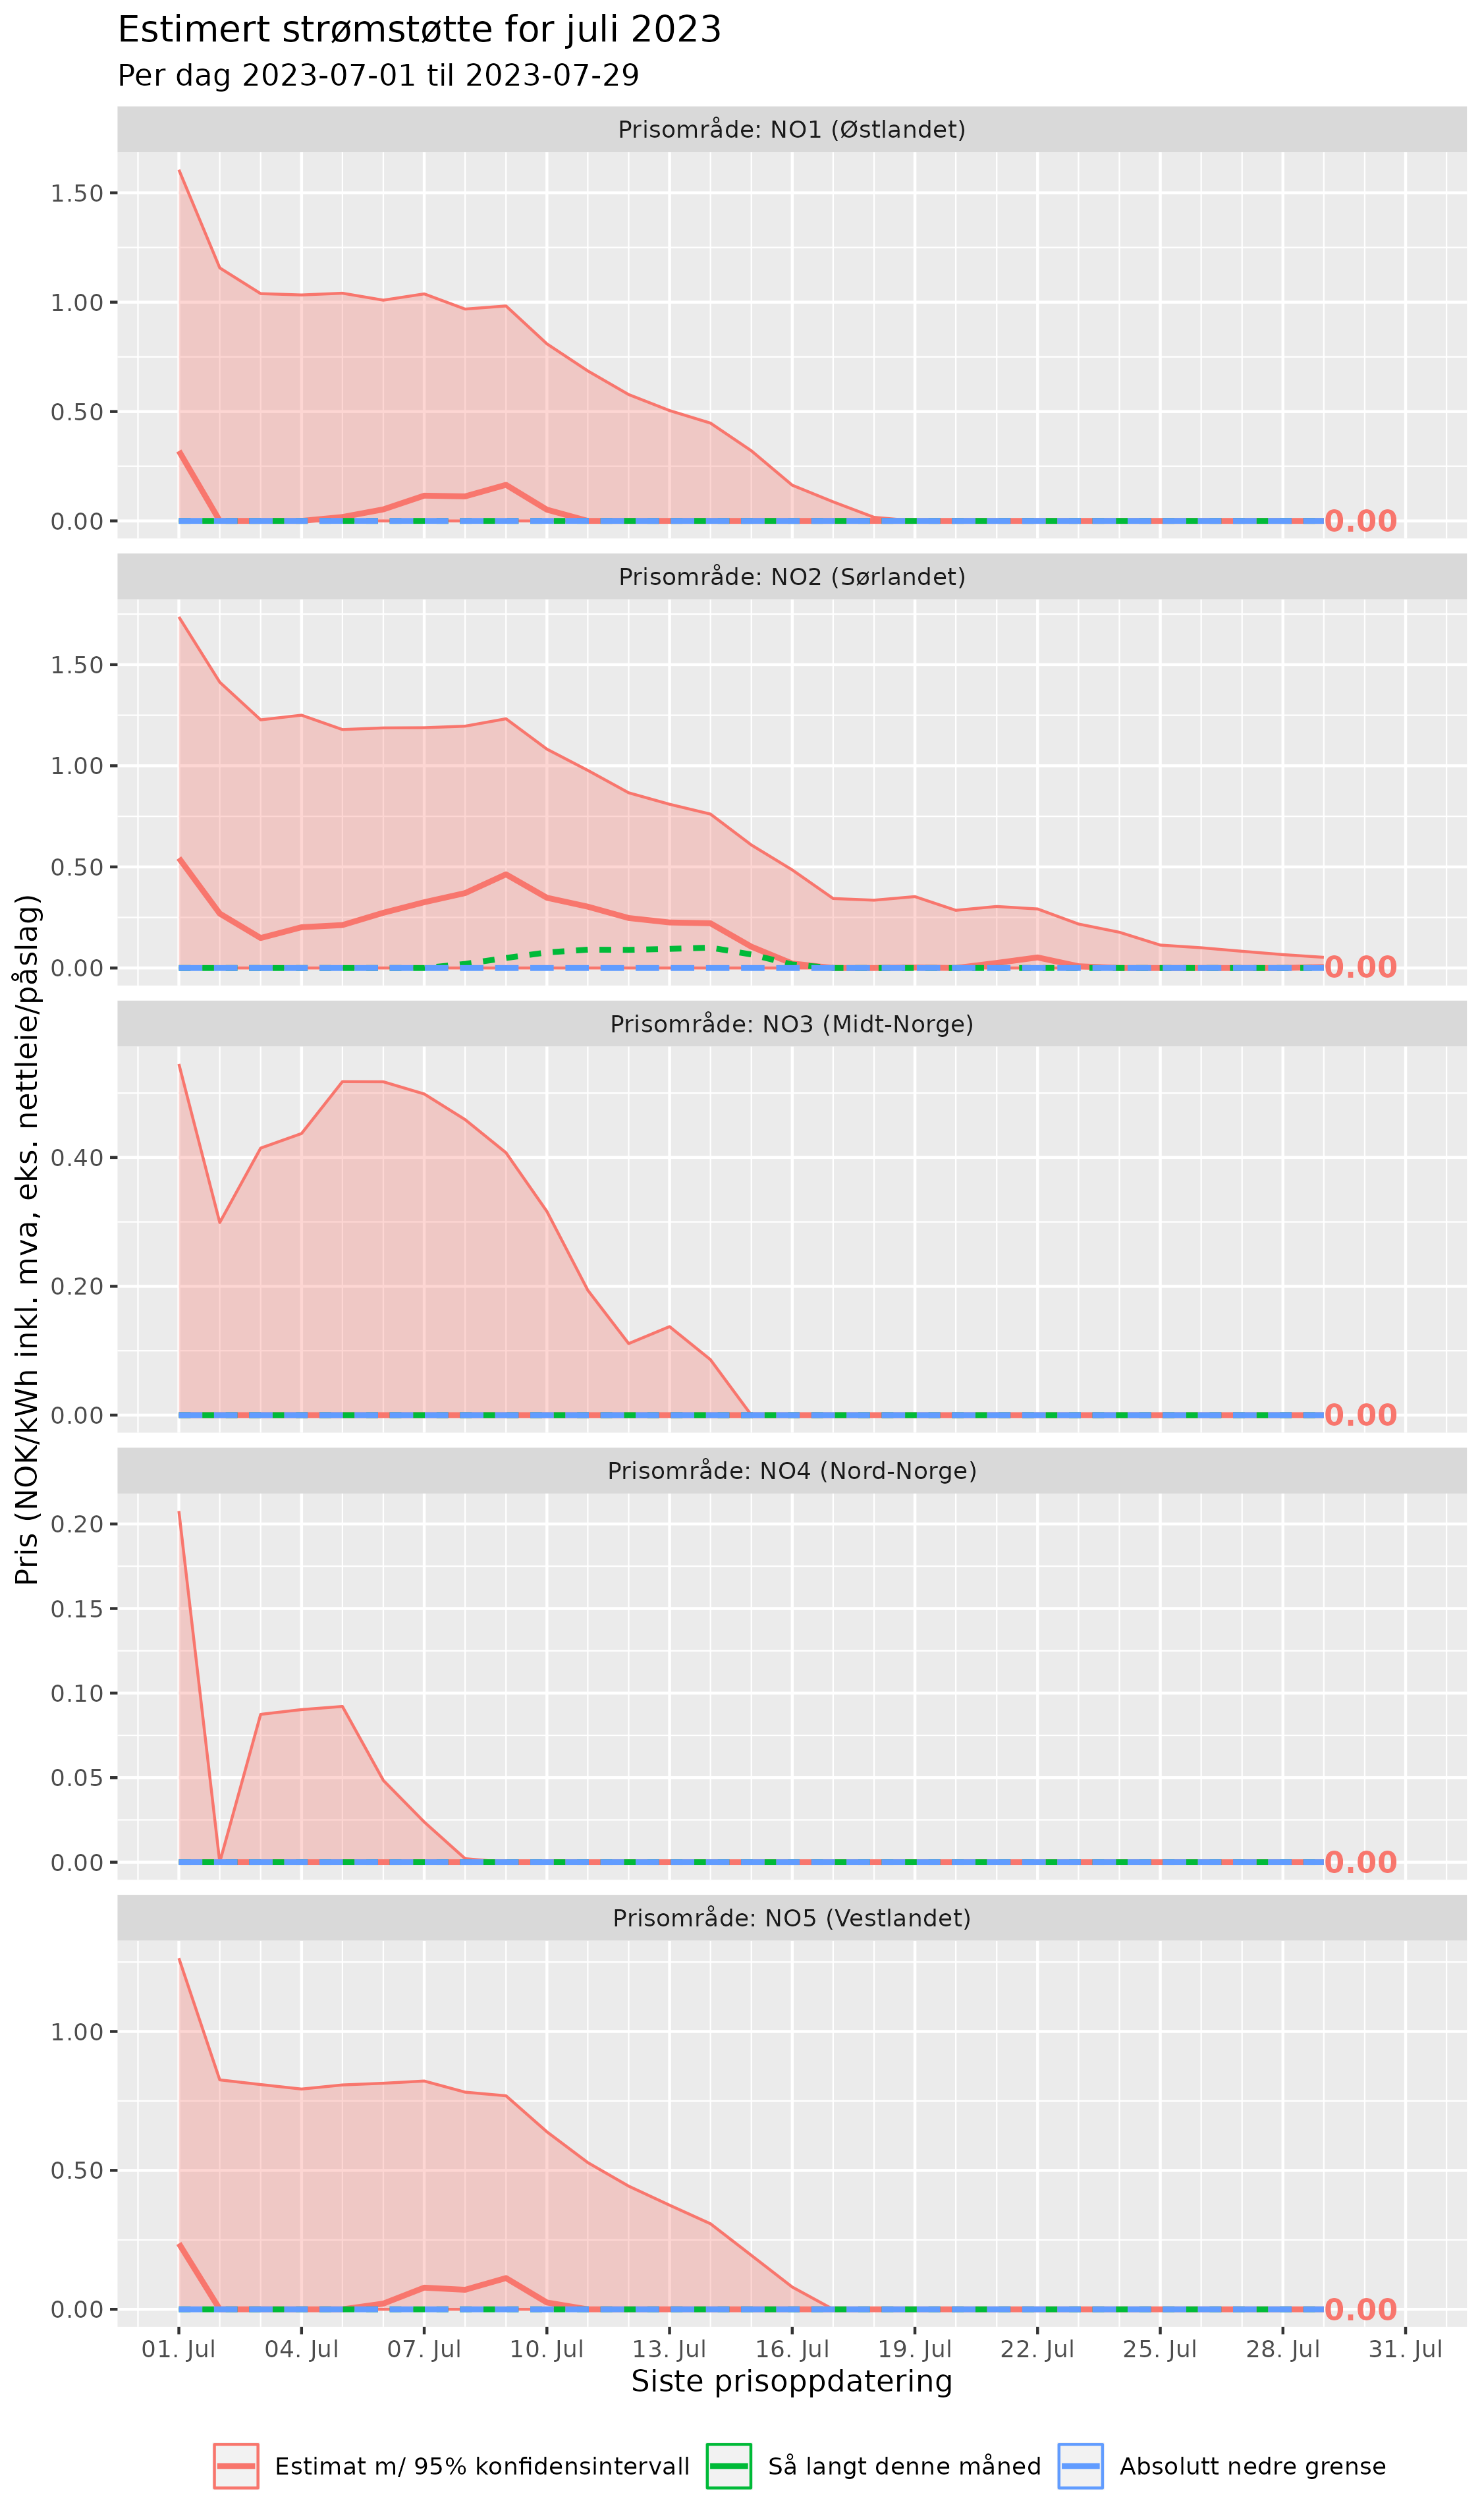 Estimert strømstøtte for juli 2023
Per dag 2023-07-01 til 2023-07-29
Pris (NOK/kWh inkl. mva, eks. nettleie/påslag)
Prisområde: NO1 (Østlandet)
1.50
1.00
0.50
0.00
0.00
Prisområde: NO2 (Sørlandet)
1.50
1.00
0.50
0.00
0.00
Prisområde: NO3 (Midt-Norge)
0.40
0.20
0.00
0.00
Prisområde: NO4 (Nord-Norge)
0.20
0.15
0.10
0.05
0.00
0.00
Prisområde: NO5 (Vestlandet)
1.00
0.50
0.00
0.00
01. Jul 04. Jul 07. Jul 10. Jul 13. Jul 16. Jul 19. Jul 22. Jul 25. Jul 28. Jul 31. Jul
Siste prisoppdatering
Estimat m/ 95% konfidensintervall Så langt denne måned Absolutt nedre grense